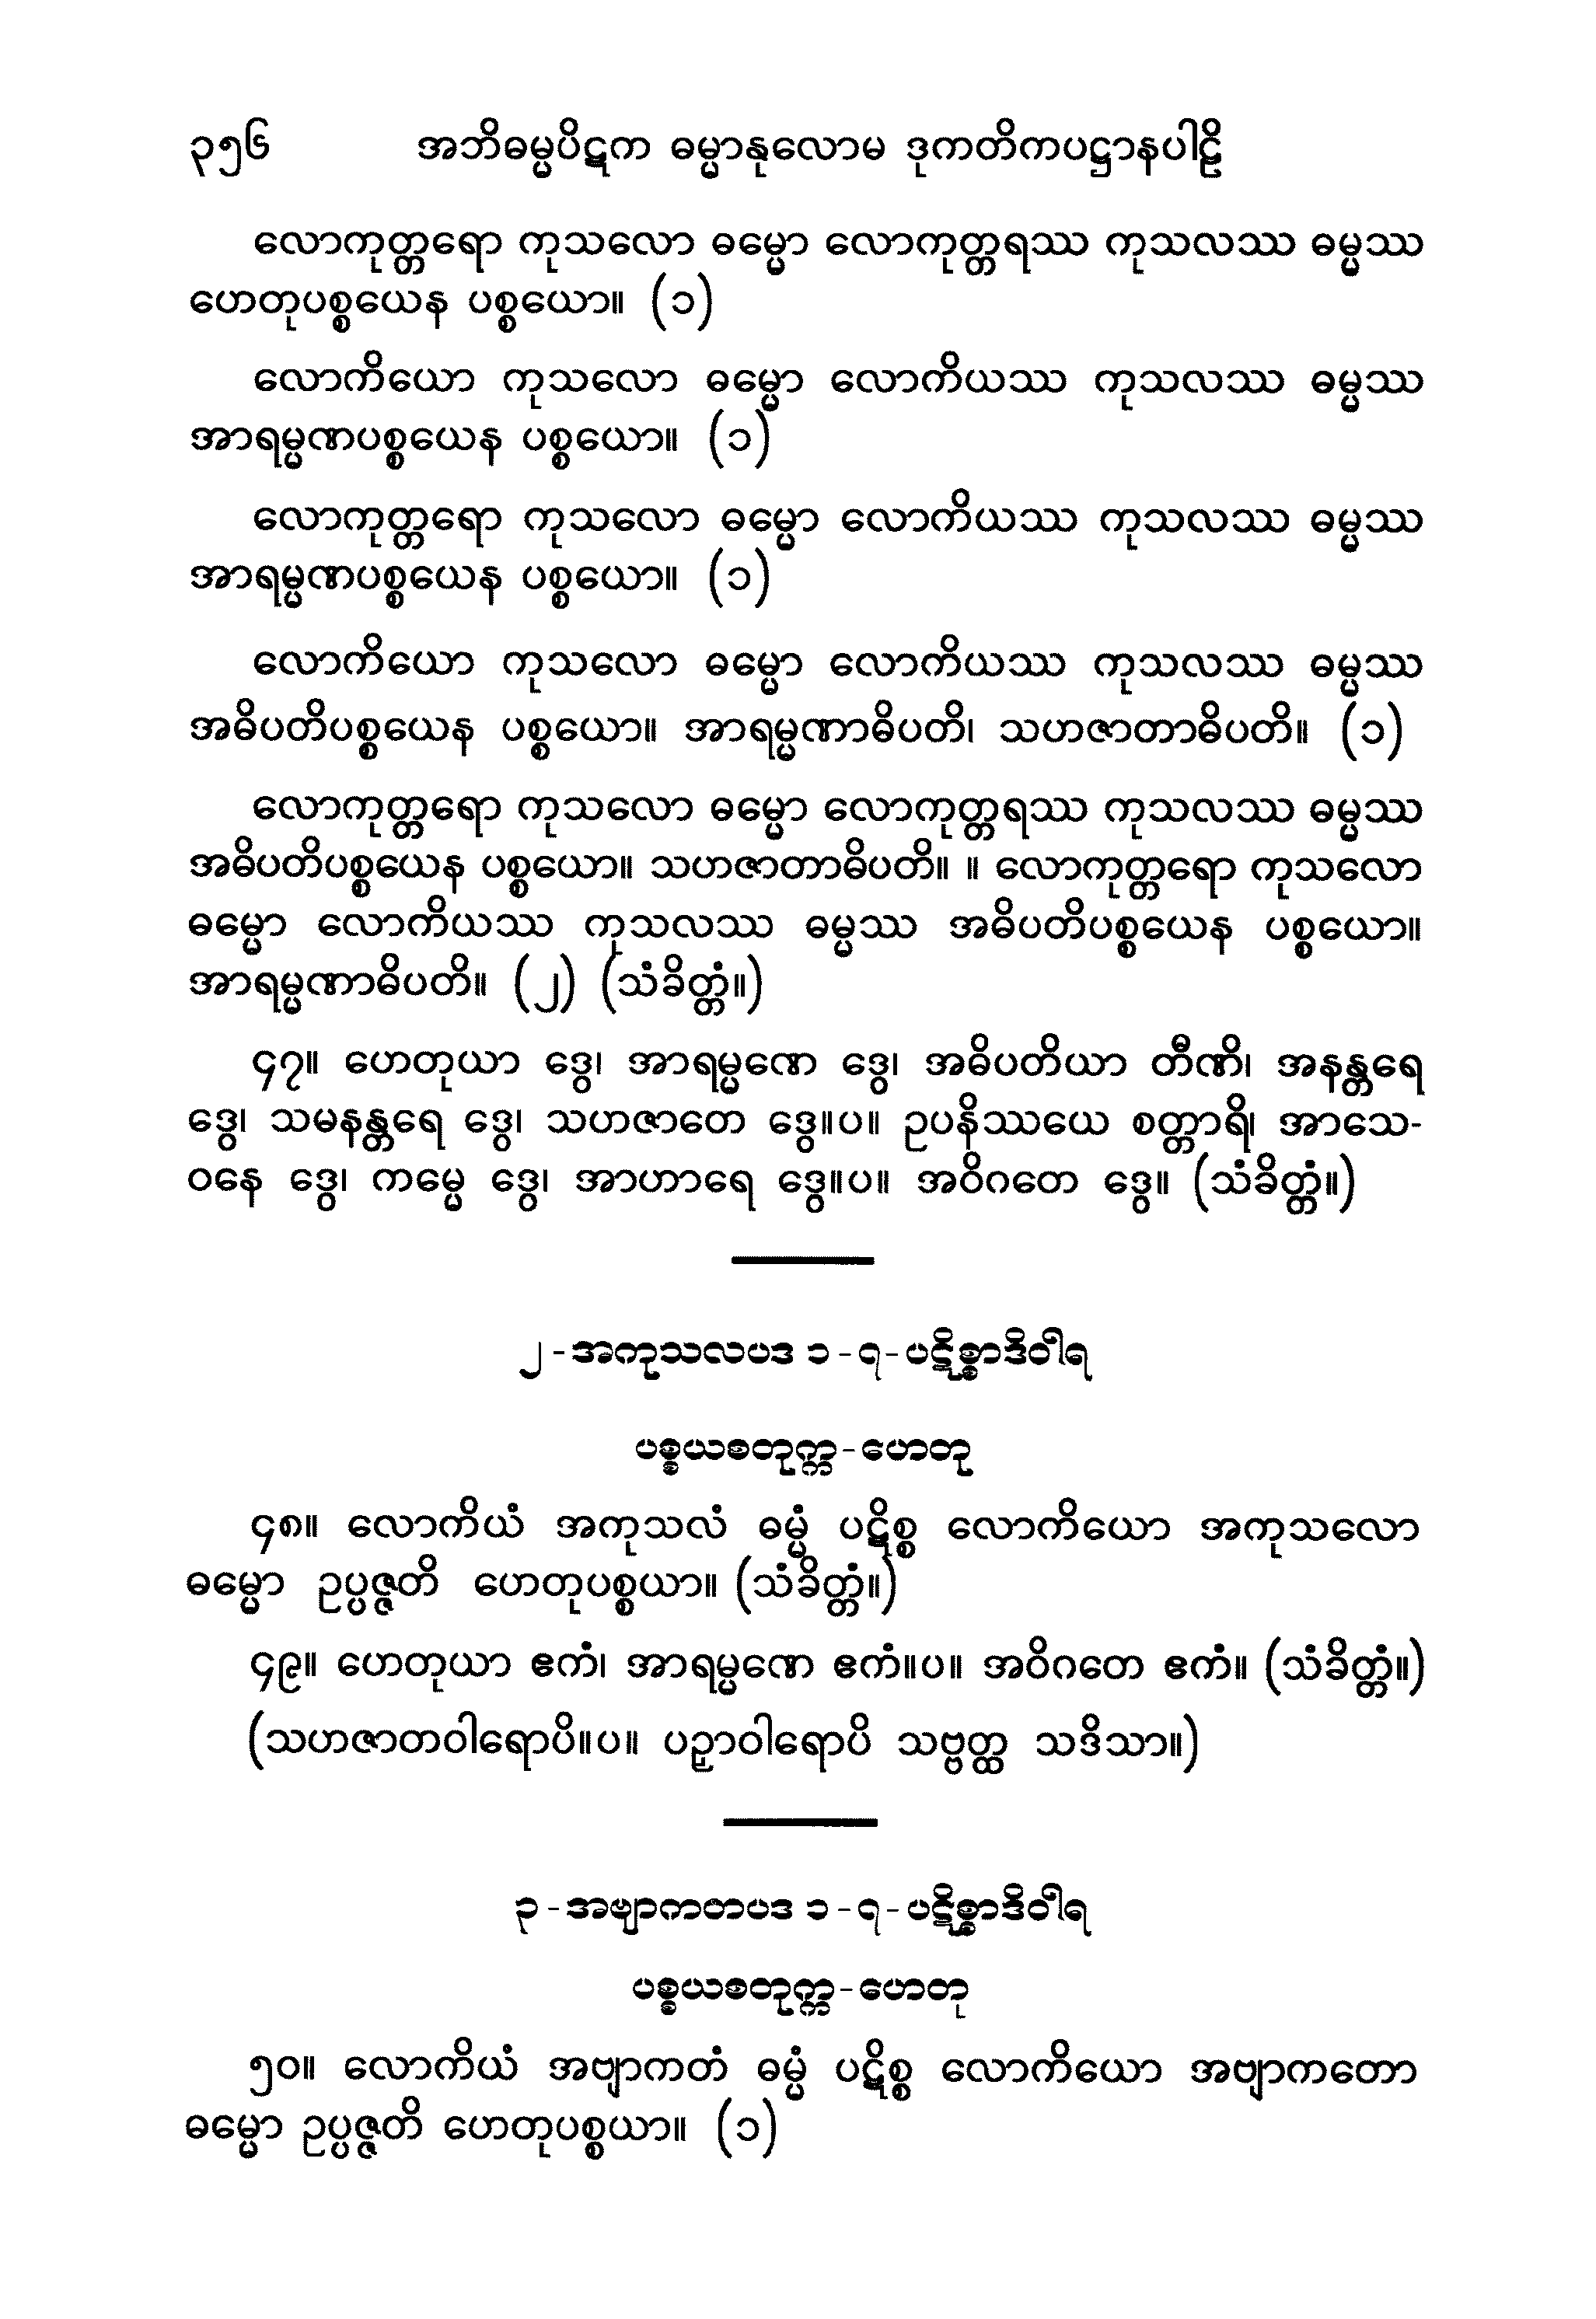 ၃၅၆ အဘိဓမ္မပိဋက ဓမ္မာနုလောမ ဒုကတိကပဋ္ဌာနပါဠိ
လောကုတ္တရော ကုသလော ဓမ္မော လောကုတ္တရဿ ကုသလဿ ဓမ္မဿ
ဟေတုပစ္စယေန ပစ္စယော။ (၁)
လောကိယော ကုသလော ဓမ္မော လောကိယဿ ကုသလဿ ဓမ္မဿ
အာရမ္မဏပစ္စယေန ပစ္စယော။ (၁)
လောကုတ္တရော ကုသလော ဓမ္မော လောကိယဿ ကုသလဿ ဓမ္မဿ
အာရမ္မဏပစ္စယေန ပစ္စယော။ (၁)
လောကိယော ကုသလော ဓမ္မော လောကိယဿ ကုသလဿ ဓမ္မဿ
အဓိပတိပစ္စယေန ပစ္စယော။ အာရမ္မဏာဓိပတိ၊ သဟဇာတာဓိပတိ။ (၁)
လောကုတ္တရော ကုသလော ဓမ္မော လောကုတ္တရဿ ကုသလဿ ဓမ္မဿ
အဓိပတိပစ္စယေန ပစ္စယော။ သဟဇာတာဓိပတိ။ ။ လောကုတ္တရော ကုသလော
ဓမ္မော လောကိယဿ ကုသလဿ ဓမ္မဿ အဓိပတိပစ္စယေန ပစ္စယော။
အာရမ္မဏာဓိပတိ။ (၂) (သံခိတ္တံ။)
၄၇။ ဟေတုယာ ဒွေ၊ အာရမ္မဏေ ဒွေ၊ အဓိပတိယာ တီဏိ၊ အနန္တရေ
ဒွေ၊ သမနန္တရေ ဒွေ၊ သဟဇာတေ ဒွေ။ပ။ ဥပနိဿယေ စတ္တာရိ၊ အာသေ-
ဝနေ ဒွေ၊ ကမ္မေ ဒွေ၊ အာဟာရေ ဒွေ။ပ။ အဝိဂတေ ဒွေ။ (သံခိတ္တံ။)
၂-အကုသလပဒ ၁-၇-ပဋိစ္စာဒိဝါရ
ပစ္စယစတုက္က-ဟေတု
၄၈။ လောကိယံ အကုသလံ ဓမ္မံ ပဋိစ္စ လောကိယော အကုသလော
ဓမ္မော ဥပ္ပဇ္ဇတိ ဟေတုပစ္စယာ။ (သံခိတ္တံ။)
၄၉။ ဟေတုယာ ဧကံ၊ အာရမ္မဏေ ဧကံ။ပ။ အဝိဂတေ ဧကံ။ (သံခိတ္တံ။)
(သဟဇာတဝါရောပိ။ပ။ ပဉှာဝါရောပိ သဗ္ဗတ္ထ သဒိသာ။)
၃-အဗျာကတပဒ ၁-၇-ပဋိစ္စာဒိဝါရ
ပစ္စယစတုက္က-ဟေတု
၅၀။ လောကိယံ အဗျာကတံ ဓမ္မံ ပဋိစ္စ လောကိယော အဗျာကတော
ဓမ္မော ဥပ္ပဇ္ဇတိ ဟေတုပစ္စယာ။ (၁)